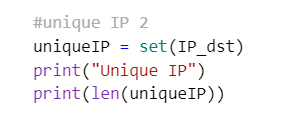 #unique IP 2
uniqueIP = set(IP_dst)
print("Unique IP")
print(len(uniqueIP))